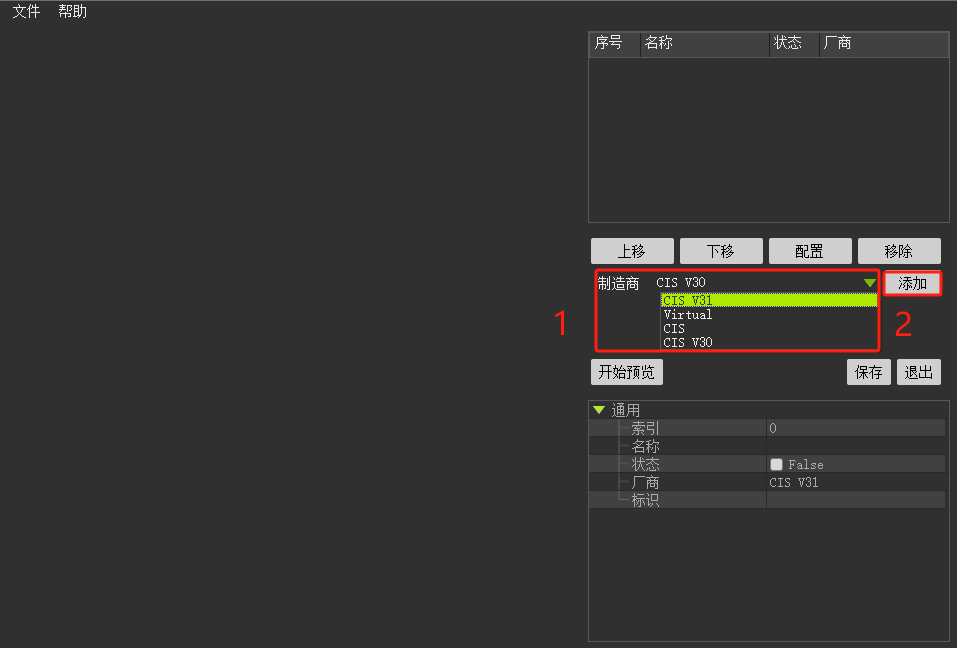 文件 帮助
序号 名称 状态 厂商
上移 下移 配置 移除
制造商 CIS V30 添加
CIS V31
Virtual
CIS
CIS V30
1
2
开始预览 保存 退出
通用
索引 0
名称
状态 False
厂商 CIS V31
标识